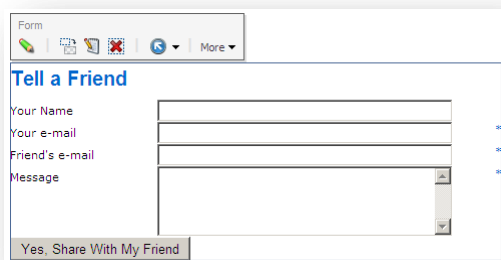 Form
More
Tell a Friend
Your Name
Your e-mail *
Friend's e-mail *
Message *
Yes, Share With My Friend